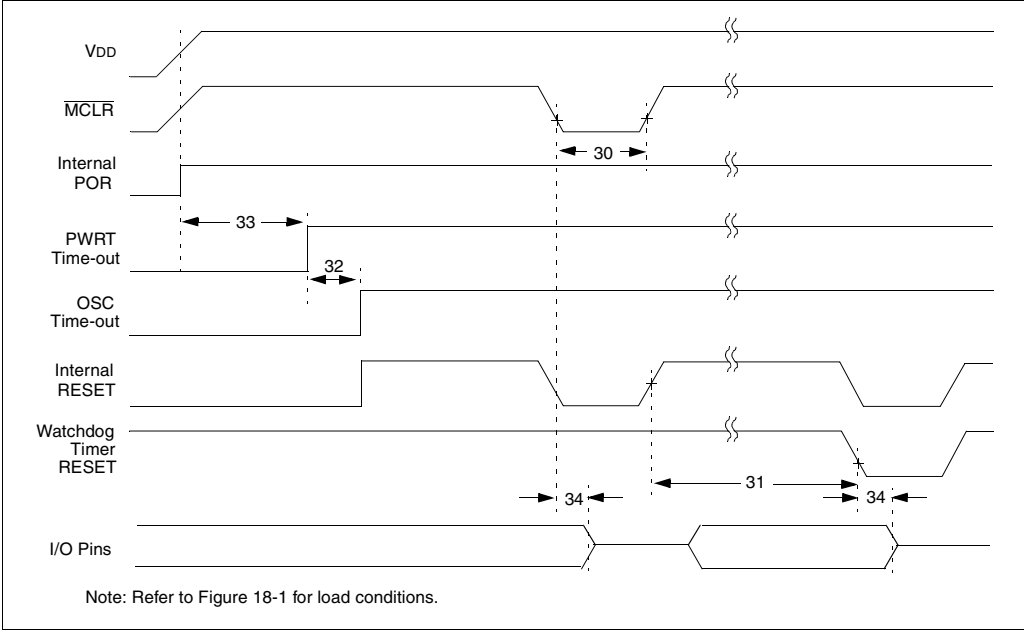 VDD
MCLR
30
Internal
POR
33
PWRT
Time-out
32
OSC
Time-out
Internal
RESET
Watchdog
Timer
RESET
31
34
34
I/O Pins
Note: Refer to Figure 18-1 for load conditions.